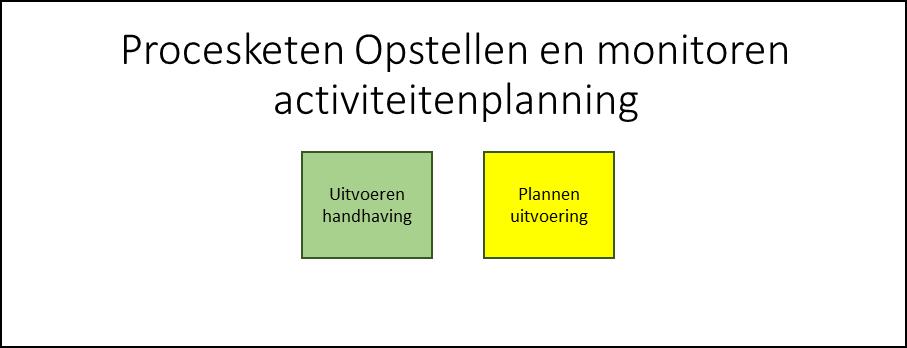 Procesketen Opstellen en monitoren
activiteitenplanning
Uitvoeren
handhaving
Plannen
uitvoering